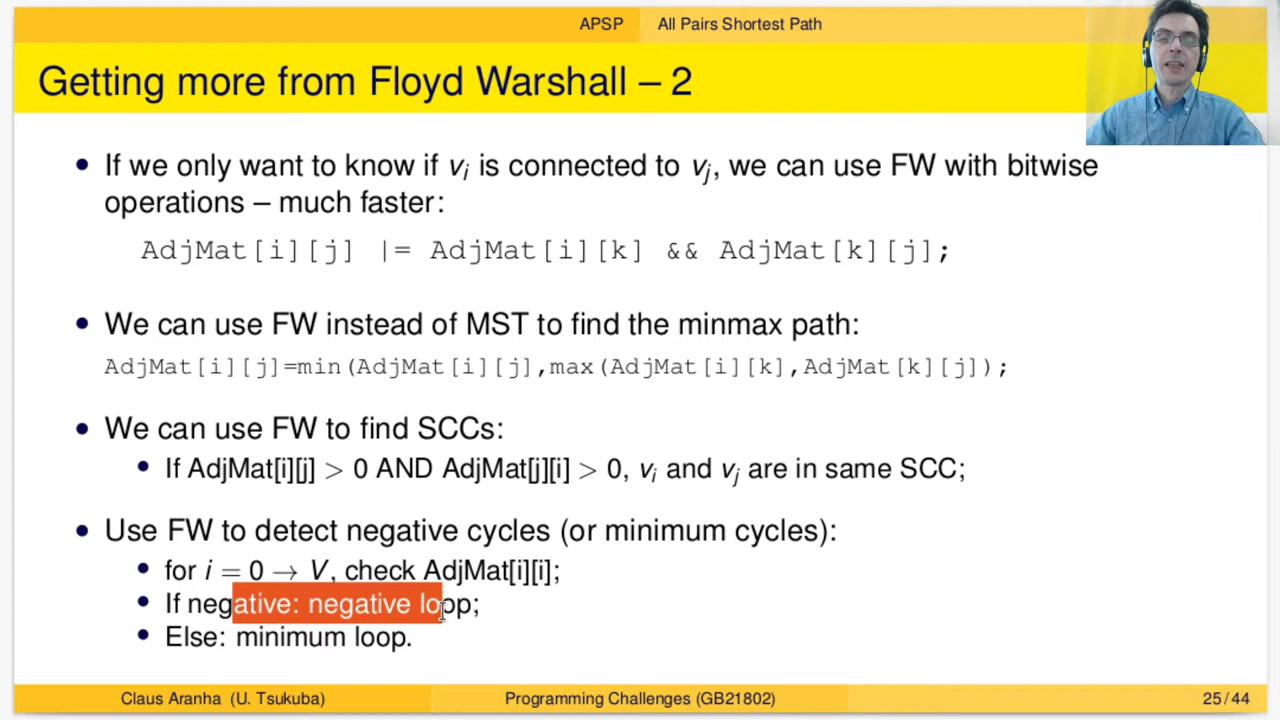 APSP All Pairs Shortest Path
Getting more from Floyd Warshall – 2
• If we only want to know if vi is connected to vj, we can use FW with bitwise
operations – much faster:
AdjMat[i][j] |= AdjMat[i][k] && AdjMat[k][j];
• We can use FW instead of MST to find the minmax path:
AdjMat[i][j]=min(AdjMat[i][j],max(AdjMat[i][k],AdjMat[k][j]);
• We can use FW to find SCCs:
• If AdjMat[i][j] > 0 AND AdjMat[j][i] > 0, vi and vj are in same SCC;
• Use FW to detect negative cycles (or minimum cycles):
• for i = 0 → V, check AdjMat[i][i];
• If negative: negative loop;
• Else: minimum loop.
Claus Aranha (U. Tsukuba) Programming Challenges (GB21802) 25 / 44